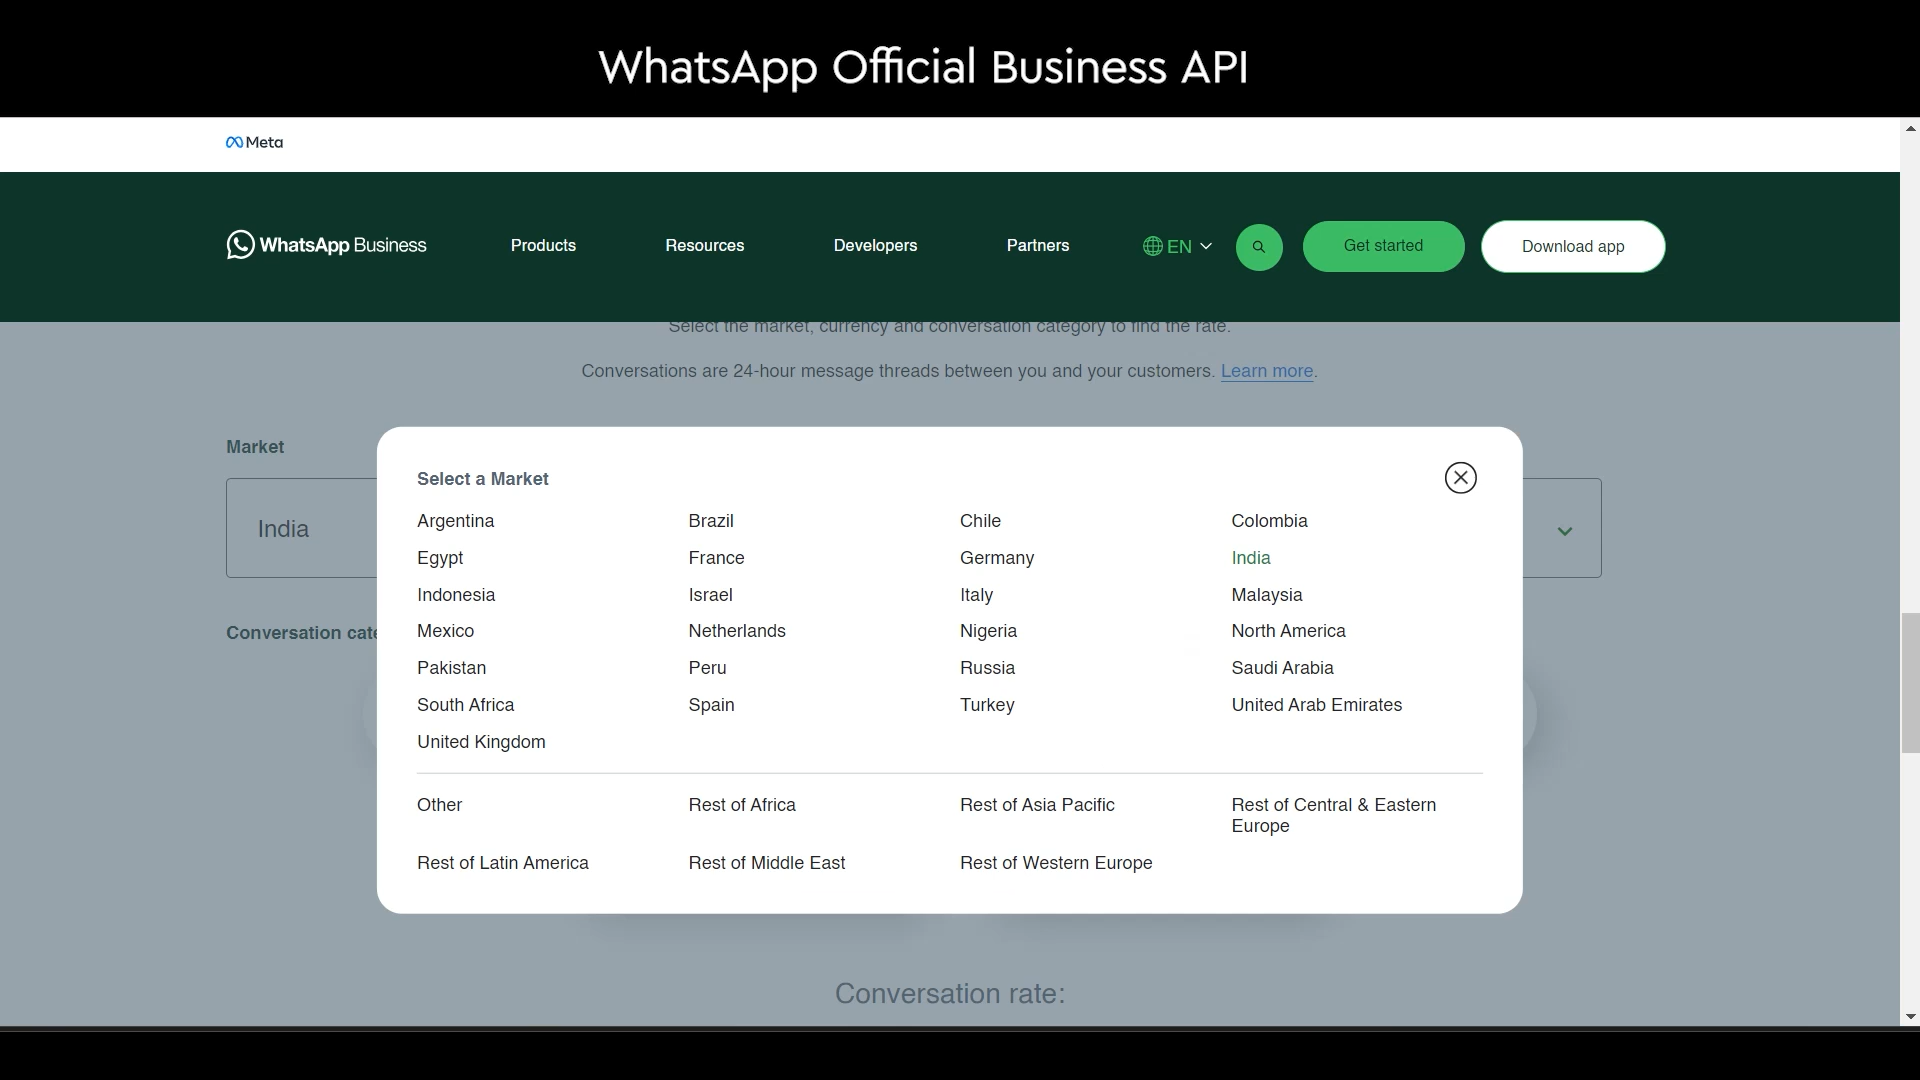 WhatsApp Official Business API
Meta
WhatsApp Business
Products
Resources
Developers
Partners
EN
Get started
Download app
Select the market, currency and conversation category to find the rate.
Conversations are 24-hour message threads between you and your customers. Learn more.
Market
India
Conversation cate
Select a Market
Argentina Brazil Chile Colombia
Egypt France Germany India
Indonesia Israel Italy Malaysia
Mexico Netherlands Nigeria North America
Pakistan Peru Russia Saudi Arabia
South Africa Spain Turkey United Arab Emirates
United Kingdom
Other Rest of Africa Rest of Asia Pacific Rest of Central & Eastern
Europe
Rest of Latin America Rest of Middle East Rest of Western Europe
Conversation rate: